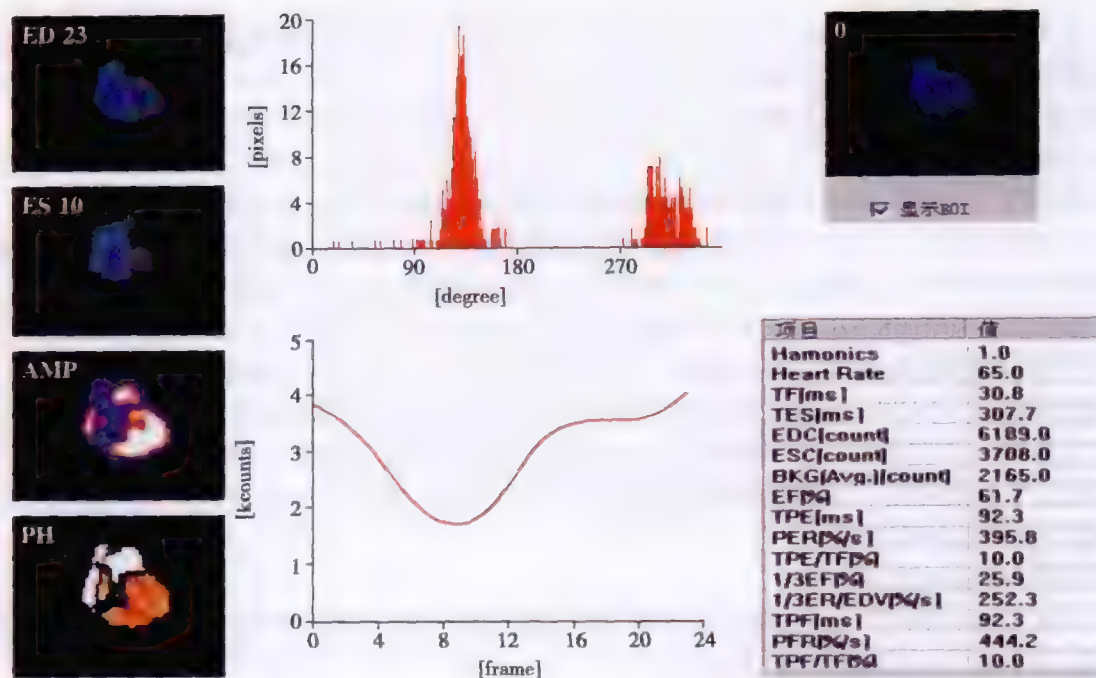 ED 23
ES 10
AMP
PH
20
16
12
8
4
0
[pixels]
0 90 180 270
[degree]
5
4
3
2
1
0
[kcounts]
0 4 8 12 16 20 24
[frame]
0
显示ROI
项目 值
Hamonics 1.0
Heart Rate 65.0
TF[ms] 30.8
TES[ms] 307.7
EDC[count] 6189.0
ESC[count] 3708.0
BKG(Avg.)[count] 2165.0
EF[%] 61.7
TPE[ms] 92.3
PER[%/s] 395.8
TPE/TF[%] 10.0
1/3EF[%] 25.9
1/3ER/EDV[%/s] 252.3
TPF[ms] 92.3
PFR[%/s] 444.2
TPF/TF[%] 10.0